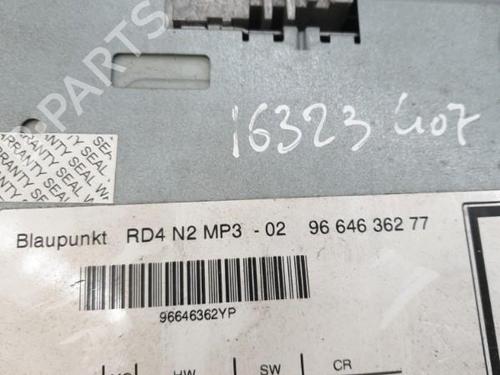 16323 407
WARRANTY SEAL
Blaupunkt RD4 N2 MP3 - 02 96 646 362 77
96646362YP
HW SW CR